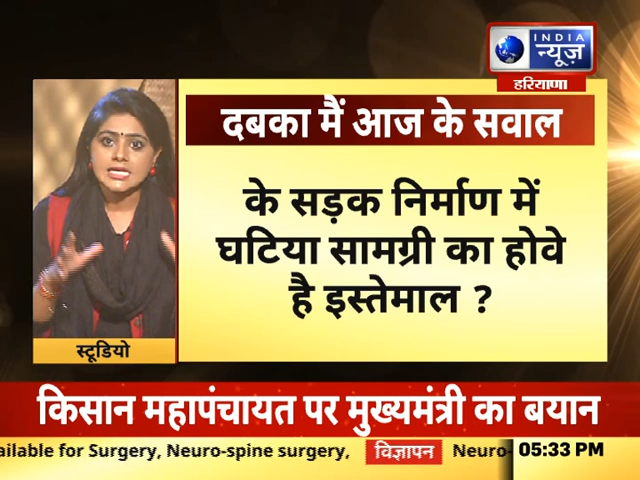 INDIA
न्यूज़
हरियाणा
दबका मैं आज के सवाल
के सड़क निर्माण में
घटिया सामग्री का होवे
है इस्तेमाल ?
स्टूडियो
किसान महापंचायत पर मुख्यमंत्री का बयान
ailable for Surgery, Neuro-spine surgery, विज्ञापन Neuro- 05:33 PM